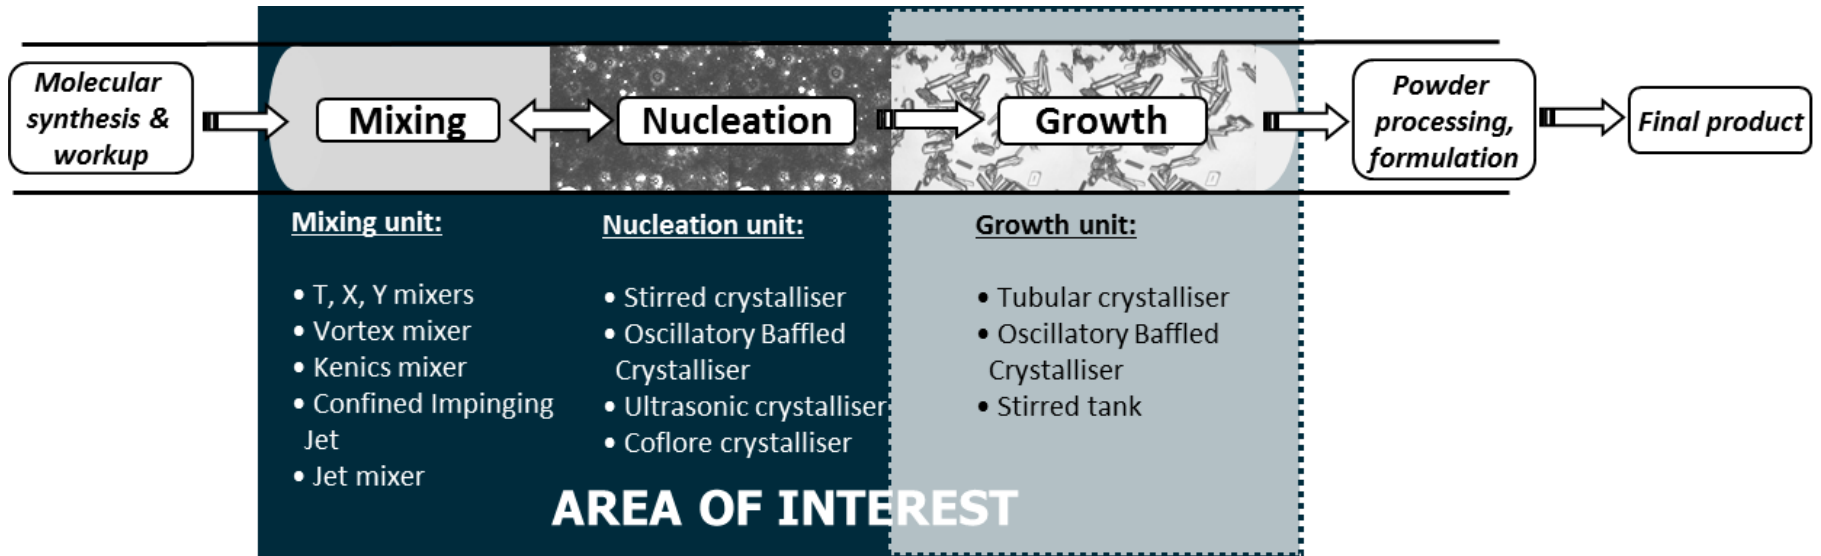 Molecular
synthesis &
workup
Mixing
Nucleation
Growth
Powder
processing,
formulation
Final product
Mixing unit:
• T, X, Y mixers
• Vortex mixer
• Kenics mixer
• Confined Impinging
Jet
• Jet mixer
Nucleation unit:
• Stirred crystalliser
• Oscillatory Baffled
Crystalliser
• Ultrasonic crystalliser
• Coflore crystalliser
Growth unit:
• Tubular crystalliser
• Oscillatory Baffled
Crystalliser
• Stirred tank
AREA OF INTEREST